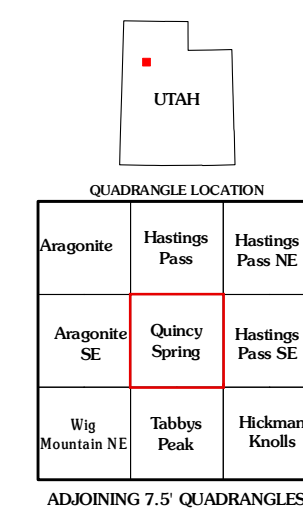 UTAH
QUADRANGLE LOCATION
Aragonite
Hastings
Pass
Hastings
Pass NE
Aragonite
SE
Quincy
Spring
Hastings
Pass SE
Wig
Mountain NE
Tabbys
Peak
Hickman
Knolls
ADJOINING 7.5' QUADRANGLES